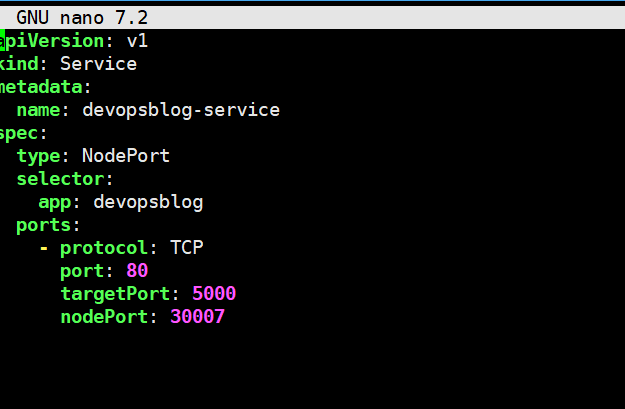 GNU nano 7.2
apiVersion: v1
kind: Service
metadata:
  name: devopsblog-service
spec:
  type: NodePort
  selector:
    app: devopsblog
  ports:
    - protocol: TCP
      port: 80
      targetPort: 5000
      nodePort: 30007